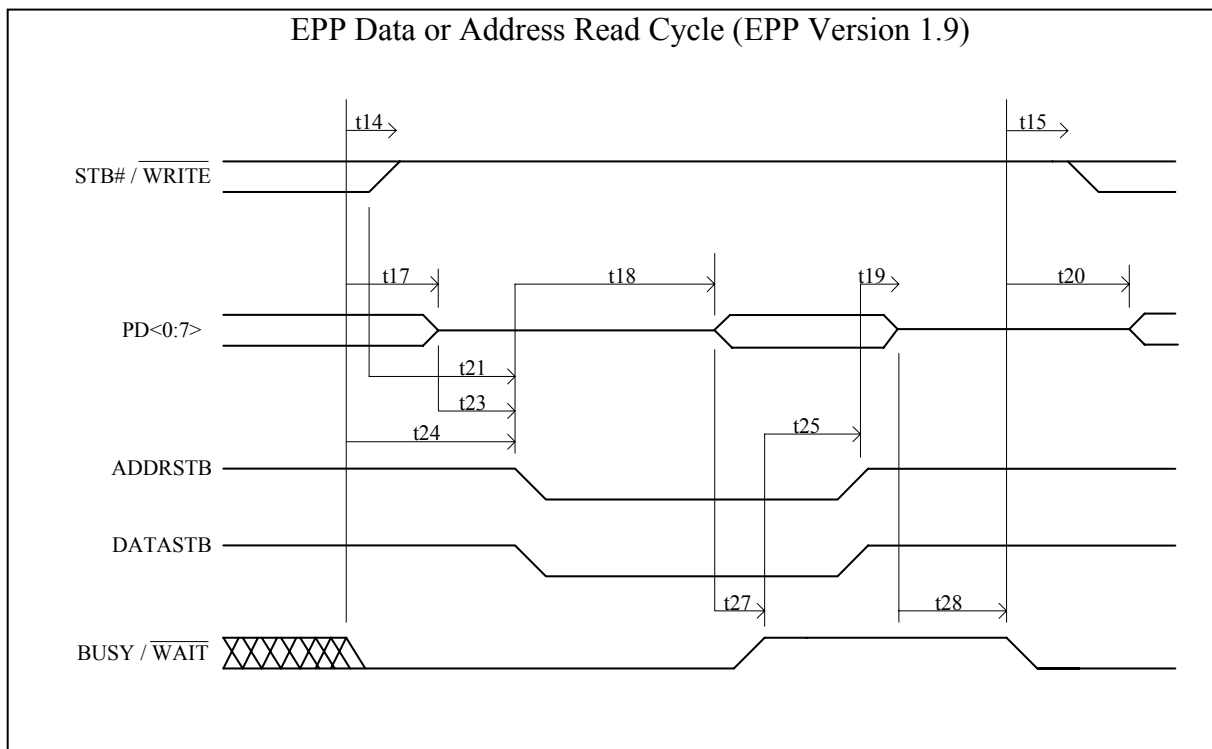 EPP Data or Address Read Cycle (EPP Version 1.9)
t14 t15
STB# / WRITE
t17 t18 t19 t20
PD<0:7>
t21
t23
t24 t25
ADDRSTB
DATASTB
t27 t28
BUSY / WAIT